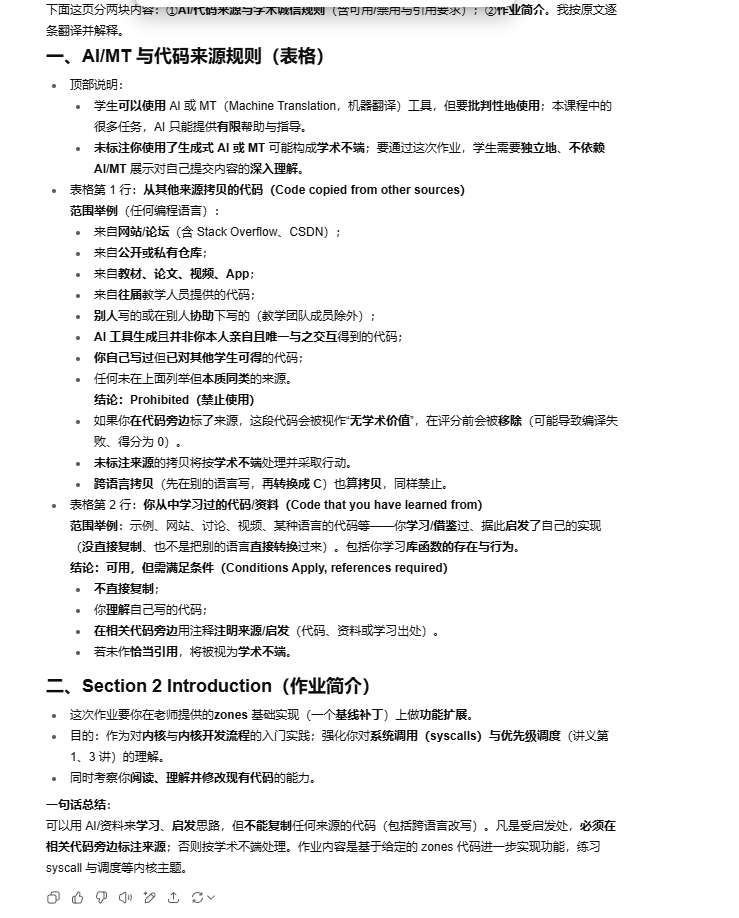 下面这页分两块内容：①AI/代码来源与学术诚信规则（含可用/禁用与引用要求）；②作业简介。我按原文逐
条翻译并解释。
一、AI/MT 与代码来源规则（表格）
顶部说明：
学生可以使用 AI 或 MT（Machine Translation，机器翻译）工具，但要批判性地使用；本课程中的
很多任务，AI 只能提供有限帮助与指导。
未标注你使用了生成式 AI 或 MT 可能构成学术不端；要通过这次作业，学生需要独立地、不依赖
AI/MT 展示对自己提交内容的深入理解。
表格第 1 行：从其他来源拷贝的代码（Code copied from other sources）
范围举例（任何编程语言）：
来自网站/论坛（含 Stack Overflow、CSDN）；
来自公开或私有仓库；
来自教材、论文、视频、App；
来自往届教学人员提供的代码；
别人写的或在别人协助下写的（教学团队成员除外）；
AI 工具生成且并非你本人亲自且唯一与之交互得到的代码；
你自己写过但已对其他学生可得的代码；
任何未在上面列举但本质同类的来源。
结论：Prohibited（禁止使用）
如果你在代码旁边标了来源，这段代码会被视作“无学术价值”，在评分前会被移除（可能导致编译失
败、得分为 0）。
未标注来源的拷贝将按学术不端处理并采取行动。
跨语言拷贝（先在别的语言写，再转换成 C）也算拷贝，同样禁止。
表格第 2 行：你从中学习过的代码/资料（Code that you have learned from）
范围举例：示例、网站、讨论、视频、某种语言的代码等——你学习/借鉴过、据此启发了自己的实现
（没直接复制、也不是把别的语言直接转换过来）。包括你学习库函数的存在与行为。
结论：可用，但需满足条件（Conditions Apply, references required）
不直接复制；
你理解自己写的代码；
在相关代码旁边用注释注明来源/启发（代码、资料或学习出处）。
若未作恰当引用，将被视为学术不端。
二、Section 2 Introduction（作业简介）
这次作业要你在老师提供的zones 基础实现（一个基线补丁）上做功能扩展。
目的：作为对内核与内核开发流程的入门实践；强化你对系统调用（syscalls）与优先级调度（讲义第
1、3 讲）的理解。
同时考察你阅读、理解并修改现有代码的能力。
一句话总结：
可以用 AI/资料来学习、启发思路，但不能复制任何来源的代码（包括跨语言改写）。凡是受启发处，必须在
相关代码旁边标注来源；否则按学术不端处理。作业内容是基于给定的 zones 代码进一步实现功能，练习
syscall 与调度等内核主题。